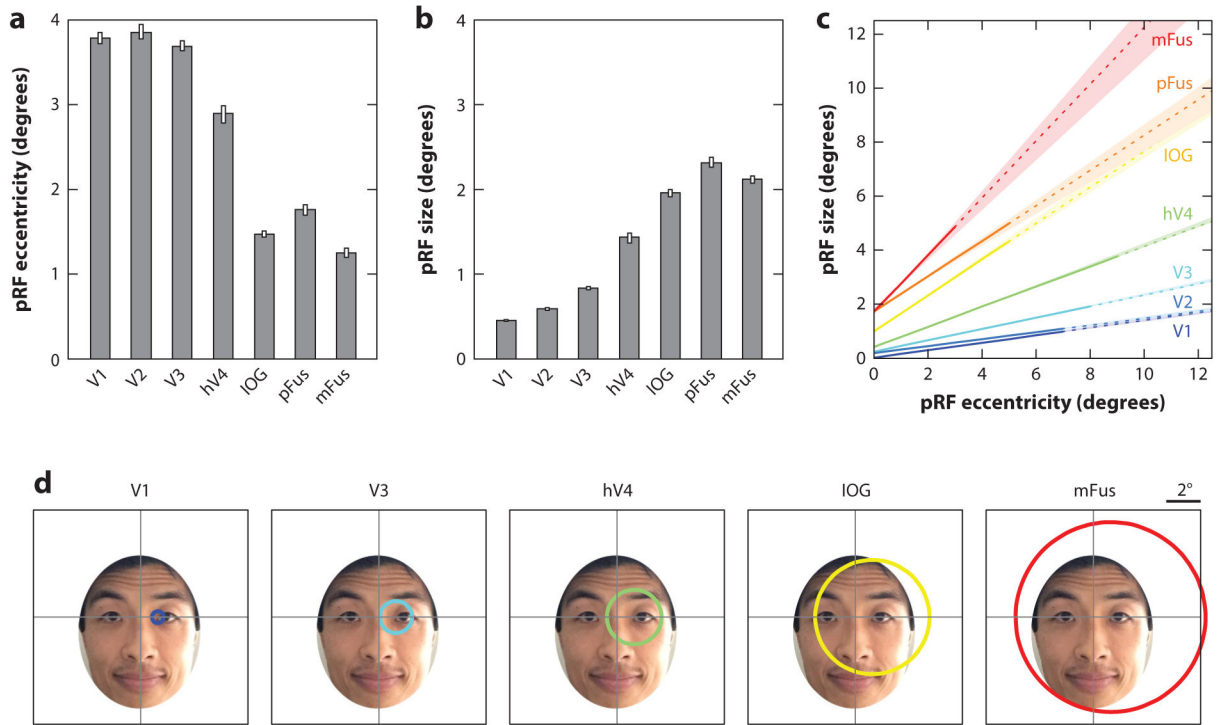 a
pRF eccentricity (degrees)
4
3
2
1
0
V1 V2 V3 hV4 IOG pFus mFus
b
pRF size (degrees)
4
3
2
1
0
V1 V2 V3 hV4 IOG pFus mFus
c
pRF size (degrees)
12
10
8
6
4
2
0
mFus
pFus
IOG
hV4
V3
V2
V1
0 2 4 6 8 10 12
pRF eccentricity (degrees)
d
V1 V3 hV4 IOG mFus 2°